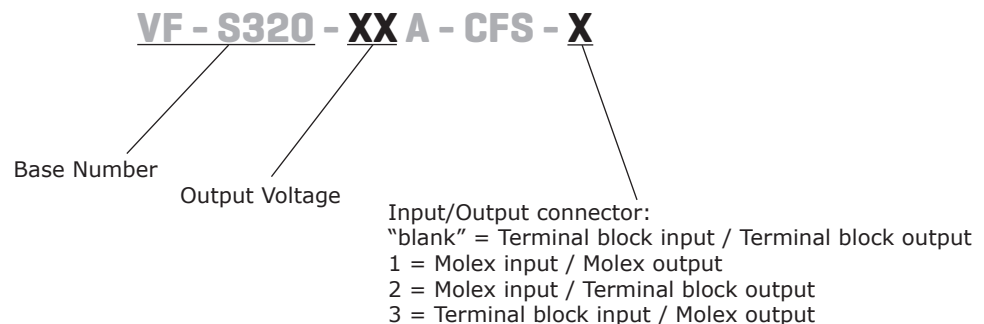 VF - S320 - XX A - CFS - X
Base Number
Output Voltage
Input/Output connector:
“blank” = Terminal block input / Terminal block output
1 = Molex input / Molex output
2 = Molex input / Terminal block output
3 = Terminal block input / Molex output